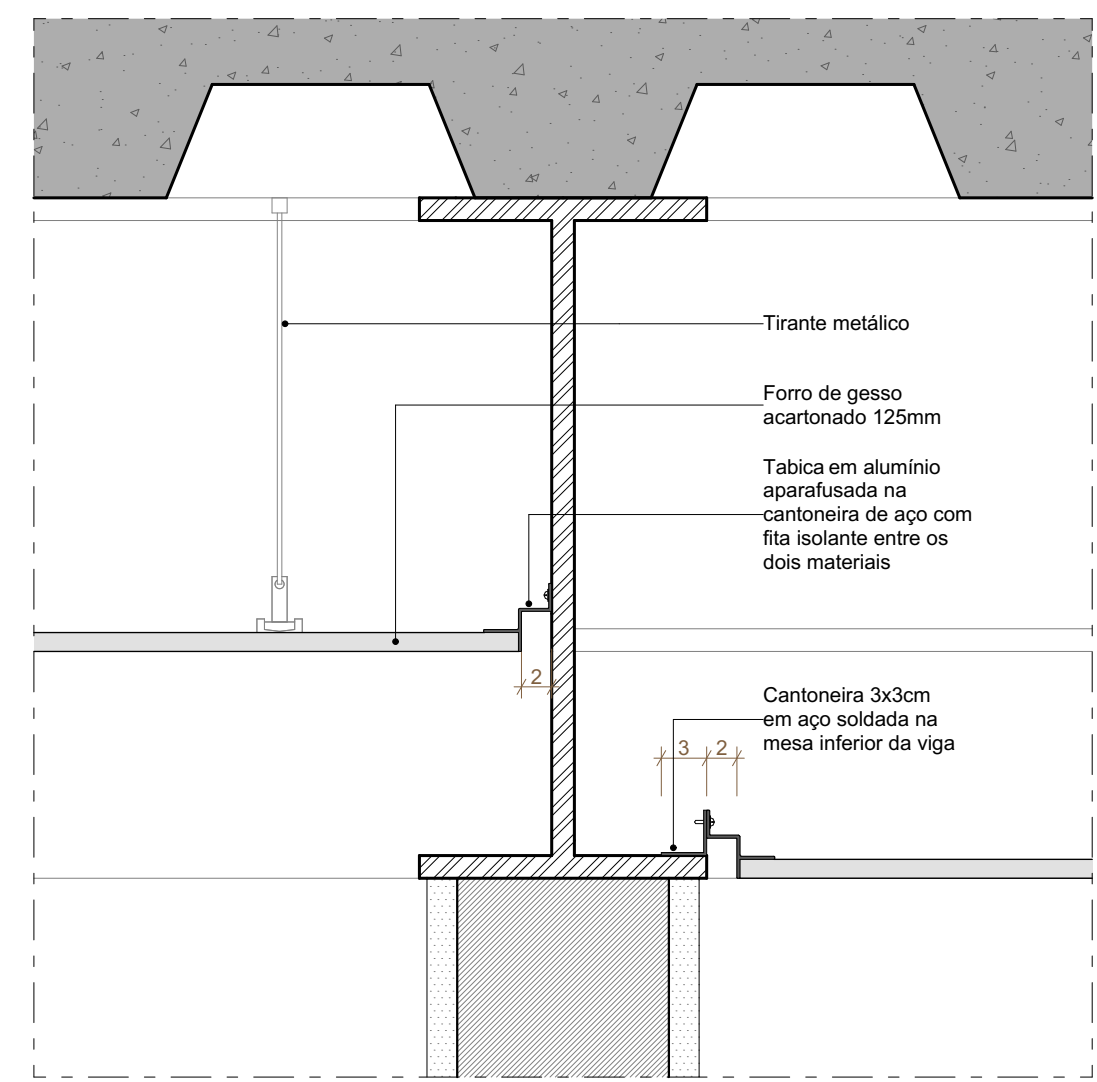 Tirante metálico
Forro de gesso
acartonado 125mm
Tabica em alumínio
aparafusada na
cantoneira de aço com
fita isolante entre os
dois materiais
2
Cantoneira 3x3cm
em aço soldada na
mesa inferior da viga
3 2